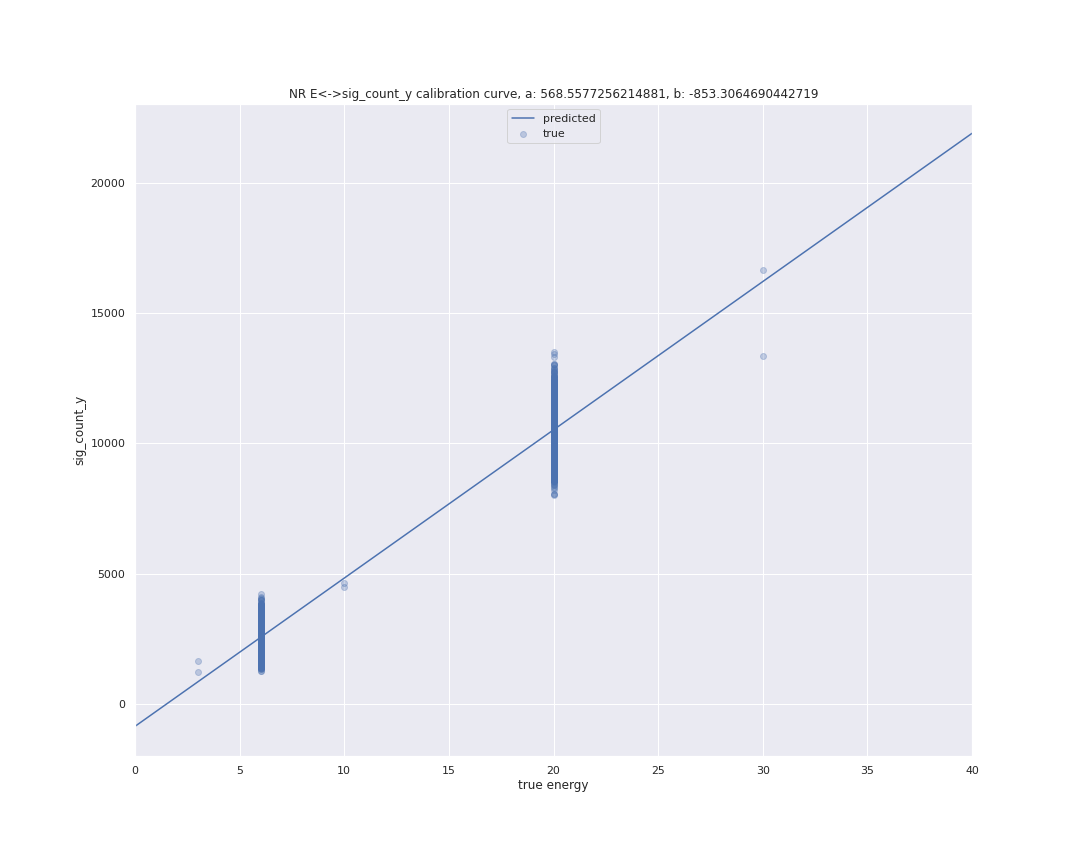 NR E<->sig_count_y calibration curve, a: 568.5577256214881, b: -853.3064690442719
predicted
true
20000
15000
10000
5000
0
sig_count_y
0 5 10 15 20 25 30 35 40
true energy